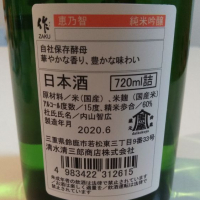 作
ZAKU
恵乃智
純米吟醸
自社保存酵母
華やかな香り、豊かな味わい
日本酒 720ml詰
原材料／米(国産)、米麹(国産米)
アルコール度数／15度、精米歩合／60%
杜氏氏名／内山智広
製造年月
2020.6
三重県鈴鹿市若松東三丁目9番33号
清水清三郎商店株式会社
4 983422 312615